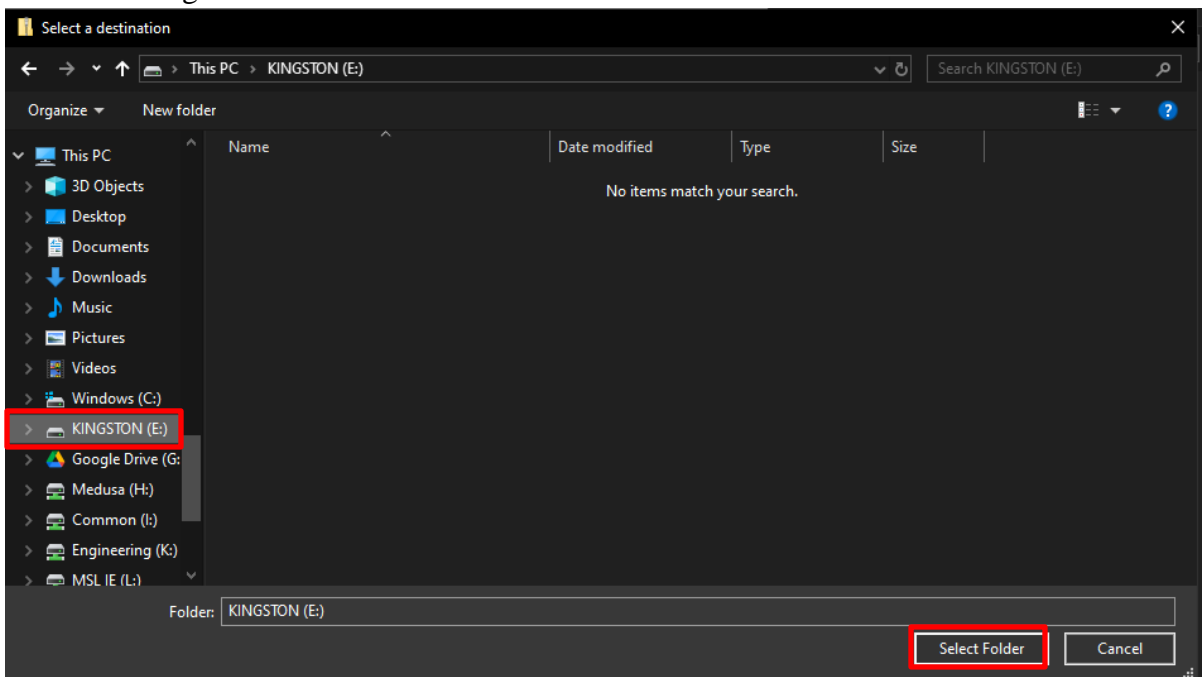 Select a destination
This PC > KINGSTON (E:)
Search KINGSTON (E:)
Organize
New folder
Name
Date modified
Type
Size
No items match your search.
This PC
3D Objects
Desktop
Documents
Downloads
Music
Pictures
Videos
Windows (C:)
KINGSTON (E:)
Google Drive (G:
Medusa (H:)
Common (I:)
Engineering (K:)
MSL IE (L:)
Folder: KINGSTON (E:)
Select Folder
Cancel